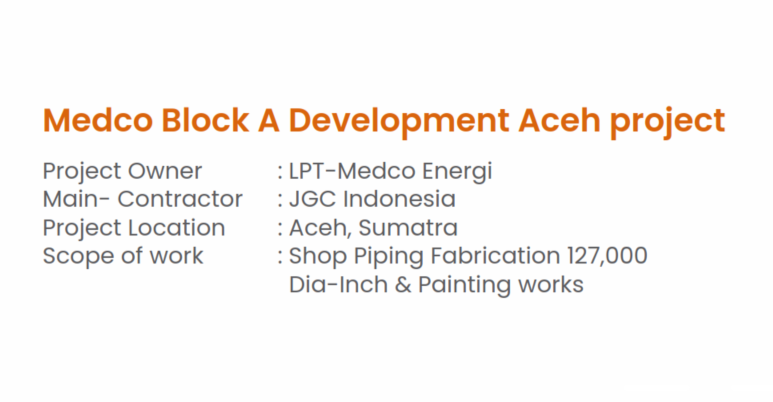 Medco Block A Development Aceh project
Project Owner : LPT-Medco Energi
Main- Contractor : JGC Indonesia
Project Location : Aceh, Sumatra
Scope of work : Shop Piping Fabrication 127,000
Dia-Inch & Painting works